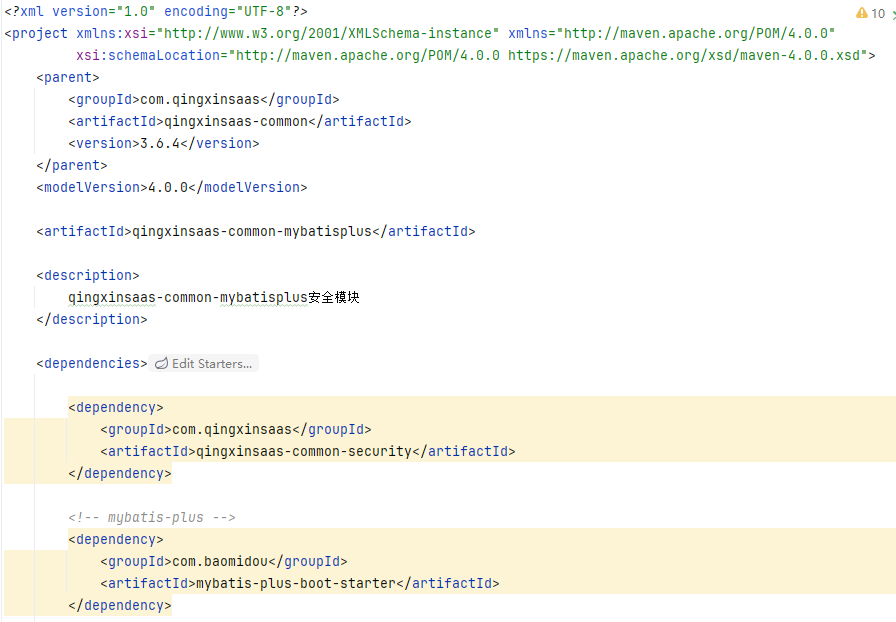 <?xml version="1.0" encoding="UTF-8"?>
10
<project xmlns:xsi="http://www.w3.org/2001/XMLSchema-instance" xmlns="http://maven.apache.org/POM/4.0.0"
xsi:schemaLocation="http://maven.apache.org/POM/4.0.0 https://maven.apache.org/xsd/maven-4.0.0.xsd">
<parent>
<groupId>com.qingxinsaas</groupId>
<artifactId>qingxinsaas-common</artifactId>
<version>3.6.4</version>
</parent>
<modelVersion>4.0.0</modelVersion>
<artifactId>qingxinsaas-common-mybatisplus</artifactId>
<description>
qingxinsaas-common-mybatisplus安全模块
</description>
<dependencies> Edit Starters...
<dependency>
<groupId>com.qingxinsaas</groupId>
<artifactId>qingxinsaas-common-security</artifactId>
</dependency>
<!-- mybatis-plus -->
<dependency>
<groupId>com.baomidou</groupId>
<artifactId>mybatis-plus-boot-starter</artifactId>
</dependency>